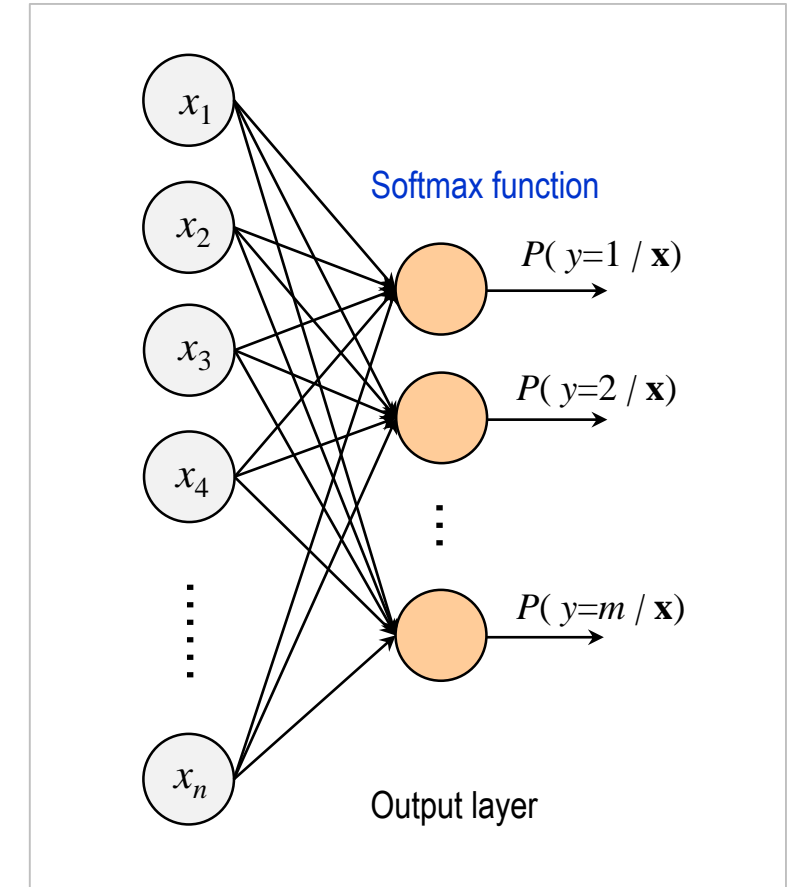 x₁
Softmax function
x₂
P( y=1 / x)
x₃
P( y=2 / x)
x₄
P( y=m / x)
xₙ
Output layer